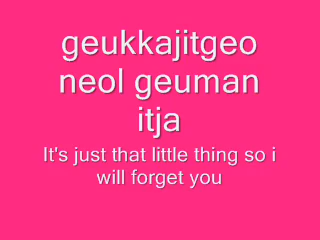 geukkajitgeo
neol geuman
itja
It's just that little thing so i
will forget you